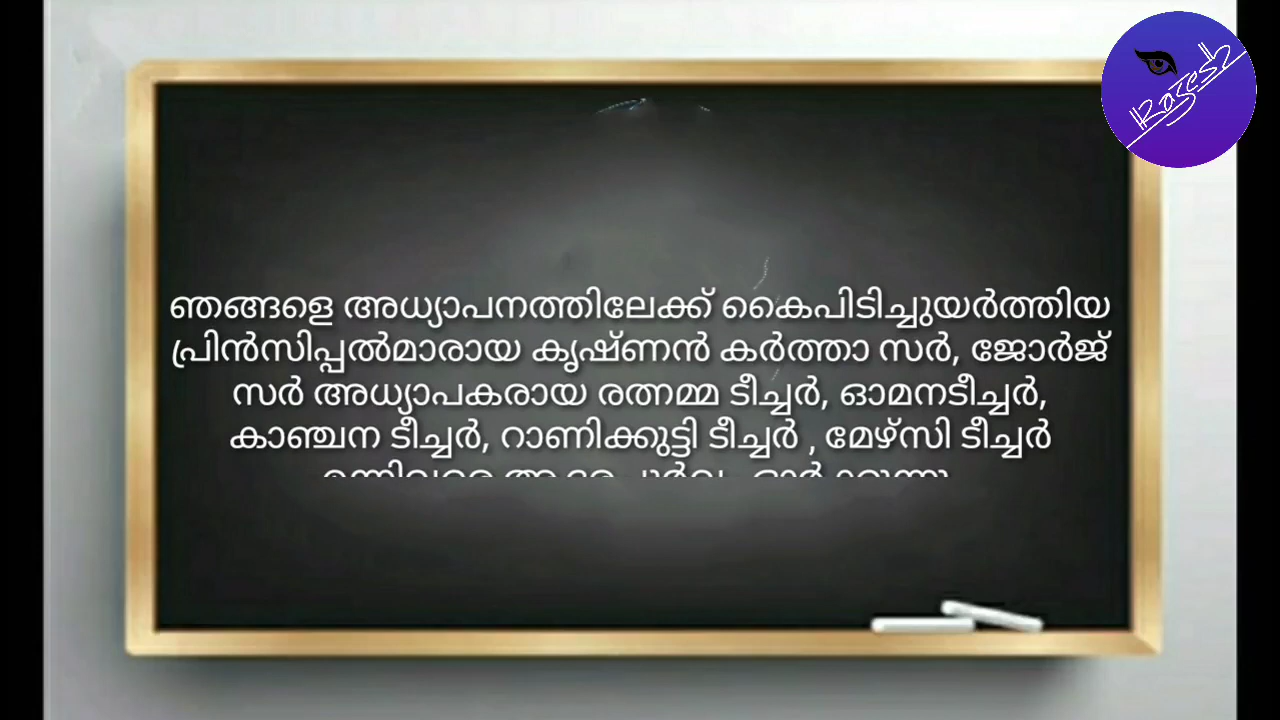 Rajesh
ഞങ്ങളെ അധ്യാപനത്തിലേക്ക് കൈപിടിച്ചുയർത്തിയ
പ്രിൻസിപ്പൽമാരായ കൃഷ്ണൻ കർത്താ സർ, ജോർജ്
സർ അധ്യാപകരായ രത്നമ്മ ടീച്ചർ, ഓമനടീച്ചർ,
കാഞ്ചന ടീച്ചർ, റാണിക്കുട്ടി ടീച്ചർ , മേഴ്സി ടീച്ചർ